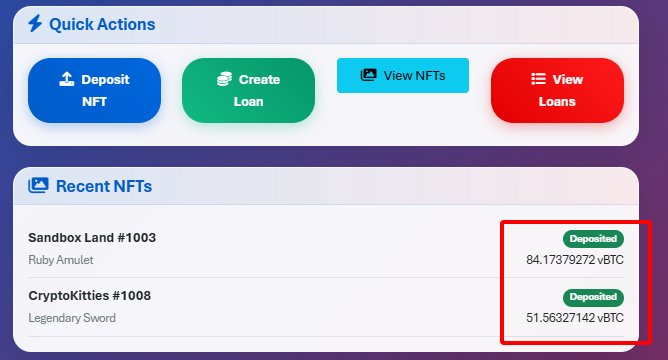 Quick Actions
Deposit
NFT
Create
Loan
View NFTs
View
Loans
Recent NFTs
Sandbox Land #1003
Deposited
Ruby Amulet
84.17379272 vBTC
CryptoKitties #1008
Deposited
Legendary Sword
51.56327142 vBTC